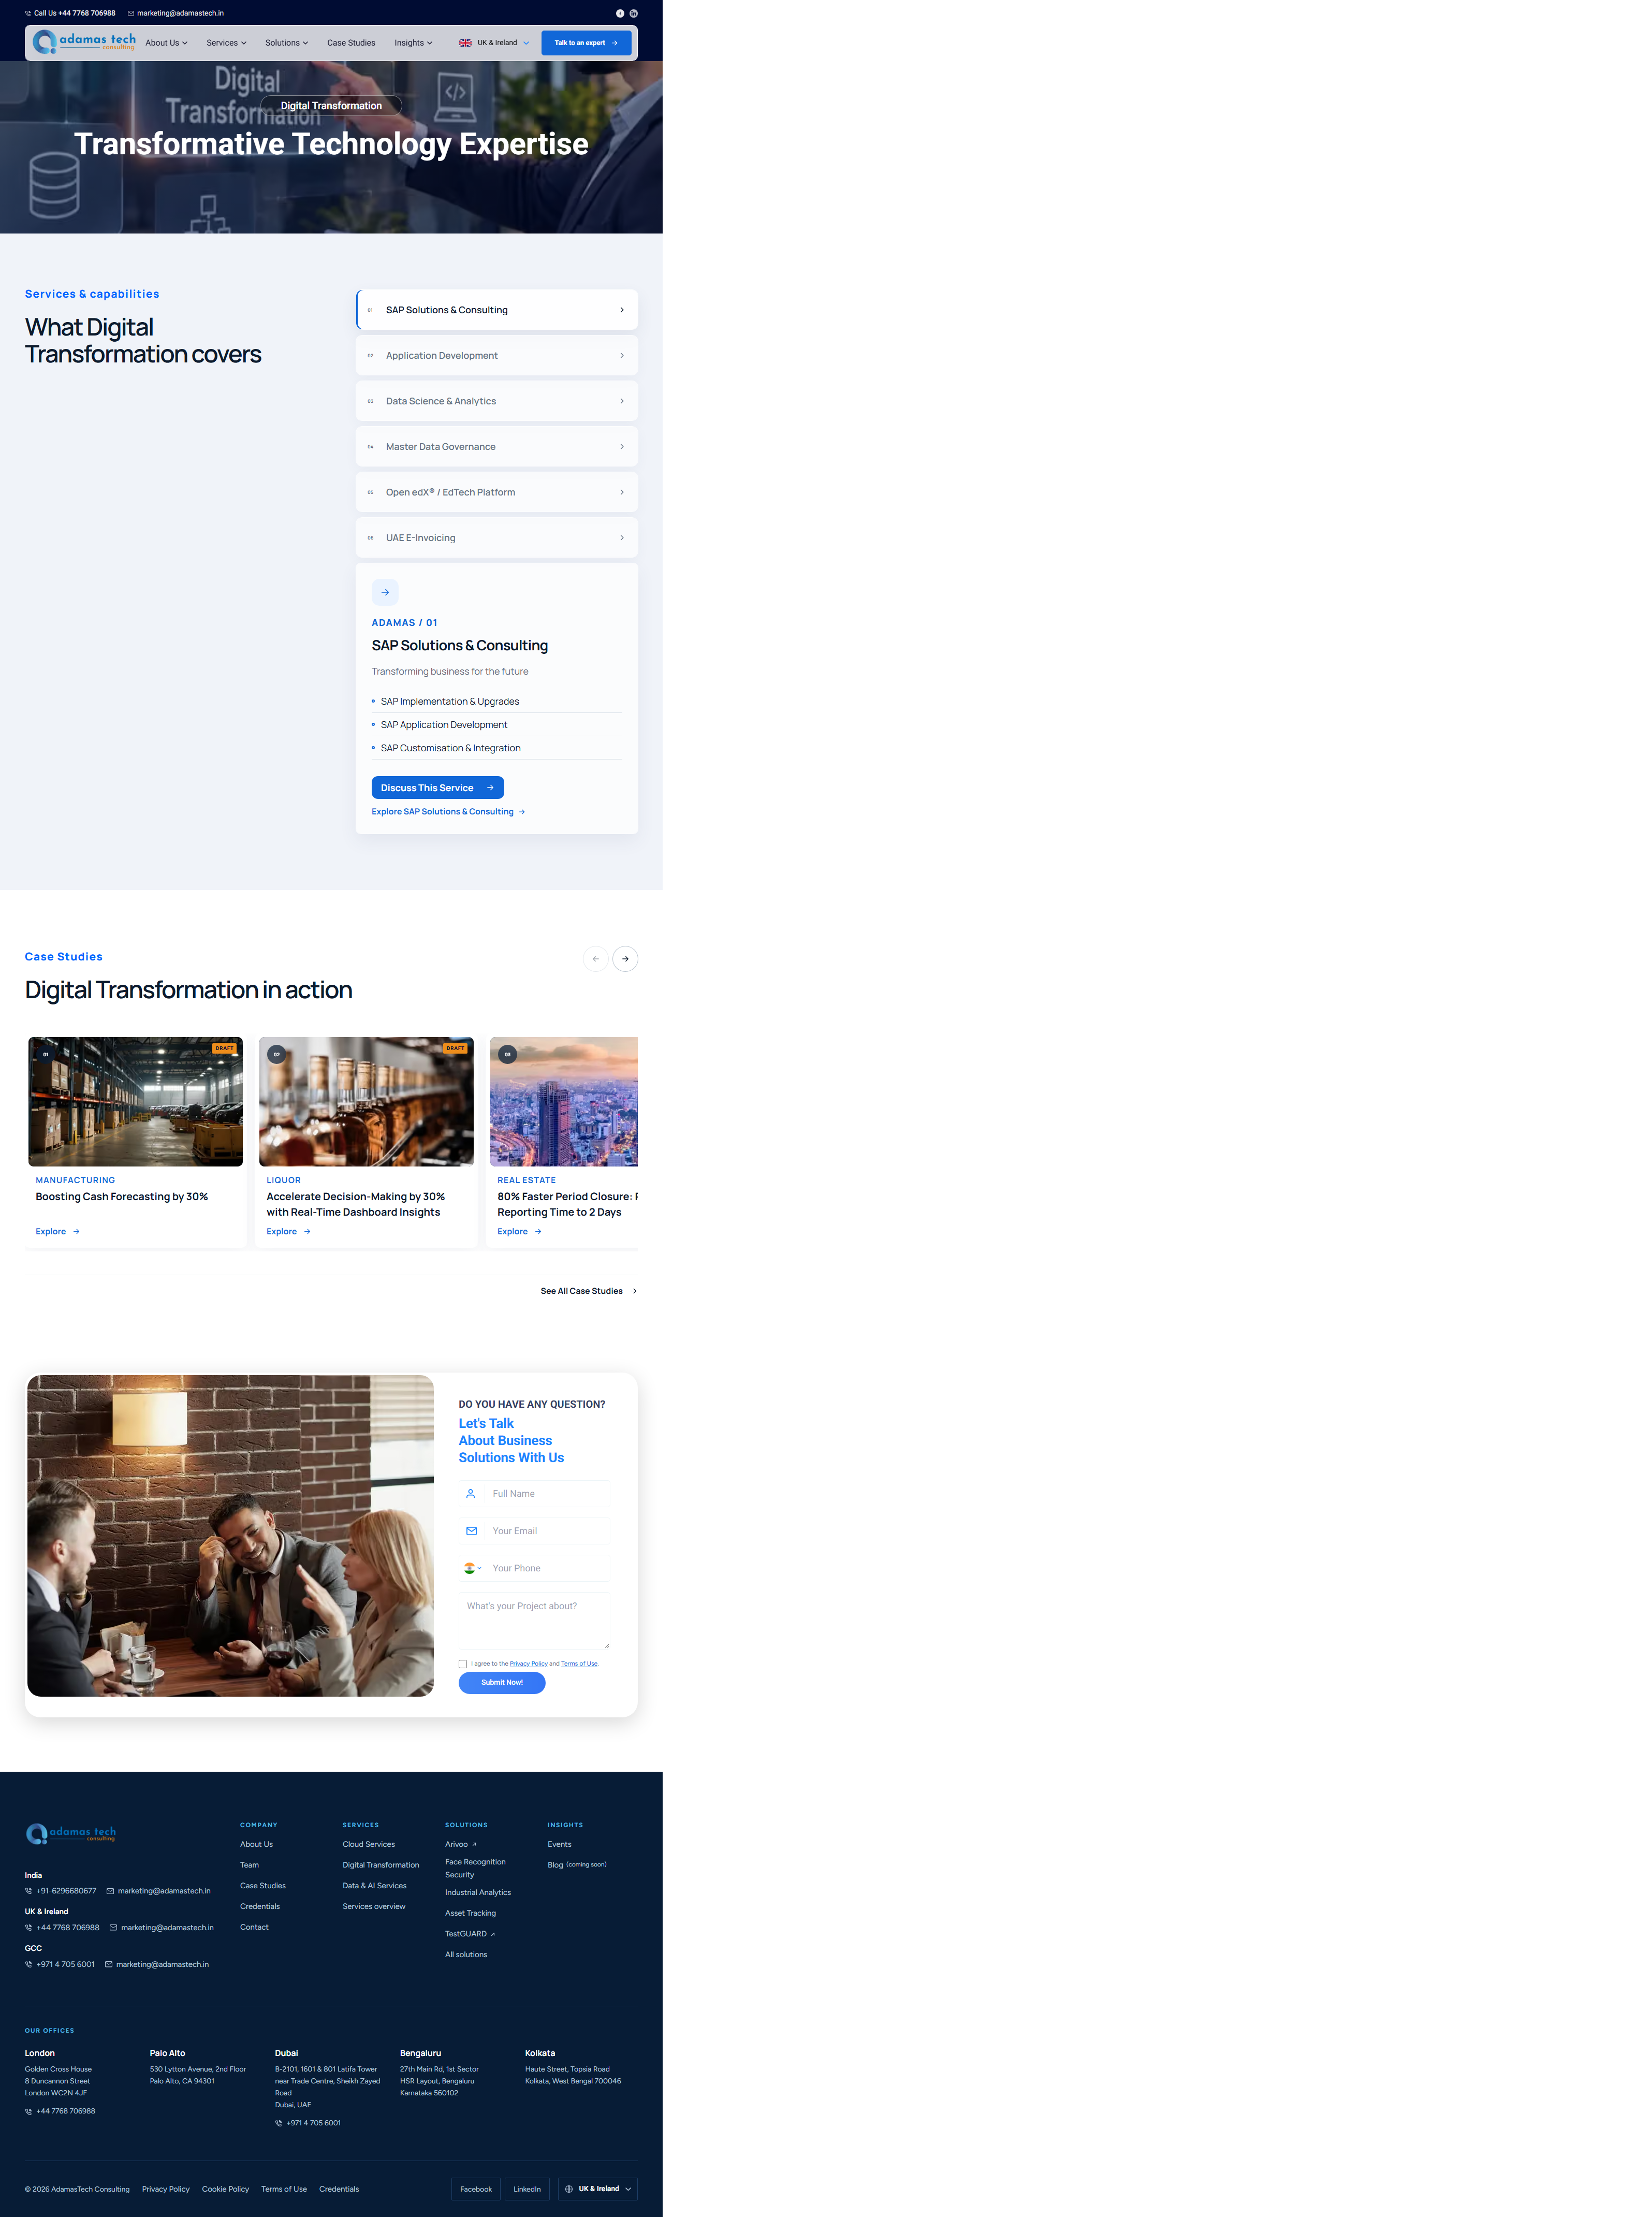 Call Us +44 7768 706988
marketing@adamastech.in
adamas tech
consulting
About Us
Services
Solutions
Case Studies
Insights
UK & Ireland
Talk to an expert
Digital
Transformation
Digital Transformation
Transformative Technology Expertise
Services & capabilities
What Digital
Transformation covers
01 SAP Solutions & Consulting
02 Application Development
03 Data Science & Analytics
04 Master Data Governance
05 Open edX® / EdTech Platform
06 UAE E-Invoicing
ADAMAS / 01
SAP Solutions & Consulting
Transforming business for the future
SAP Implementation & Upgrades
SAP Application Development
SAP Customisation & Integration
Discuss This Service
Explore SAP Solutions & Consulting
Case Studies
Digital Transformation in action
01
DRAFT
MANUFACTURING
Boosting Cash Forecasting by 30%
Explore
02
DRAFT
LIQUOR
Accelerate Decision-Making by 30%
with Real-Time Dashboard Insights
Explore
03
REAL ESTATE
80% Faster Period Closure:
Reporting Time to 2 Days
Explore
See All Case Studies
DO YOU HAVE ANY QUESTION?
Let's Talk
About Business
Solutions With Us
Full Name
Your Email
Your Phone
What's your Project about?
I agree to the Privacy Policy and Terms of Use
Submit Now!
adamas tech
consulting
India
+91-6296680677 marketing@adamastech.in
UK & Ireland
+44 7768 706988 marketing@adamastech.in
GCC
+971 4 705 6001 marketing@adamastech.in
COMPANY
About Us
Team
Case Studies
Credentials
Contact
SERVICES
Cloud Services
Digital Transformation
Data & AI Services
Services overview
SOLUTIONS
Arivoo
Face Recognition
Security
Industrial Analytics
Asset Tracking
TestGUARD
All solutions
INSIGHTS
Events
Blog (coming soon)
OUR OFFICES
London
Golden Cross House
8 Duncannon Street
London WC2N 4JF
+44 7768 706988
Palo Alto
530 Lytton Avenue, 2nd Floor
Palo Alto, CA 94301
Dubai
B-2101, 1601 & 801 Latifa Tower
near Trade Centre, Sheikh Zayed
Road
Dubai, UAE
+971 4 705 6001
Bengaluru
27th Main Rd, 1st Sector
HSR Layout, Bengaluru
Karnataka 560102
Kolkata
Haute Street, Topsia Road
Kolkata, West Bengal 700046
© 2026 AdamasTech Consulting
Privacy Policy
Cookie Policy
Terms of Use
Credentials
Facebook
LinkedIn
UK & Ireland